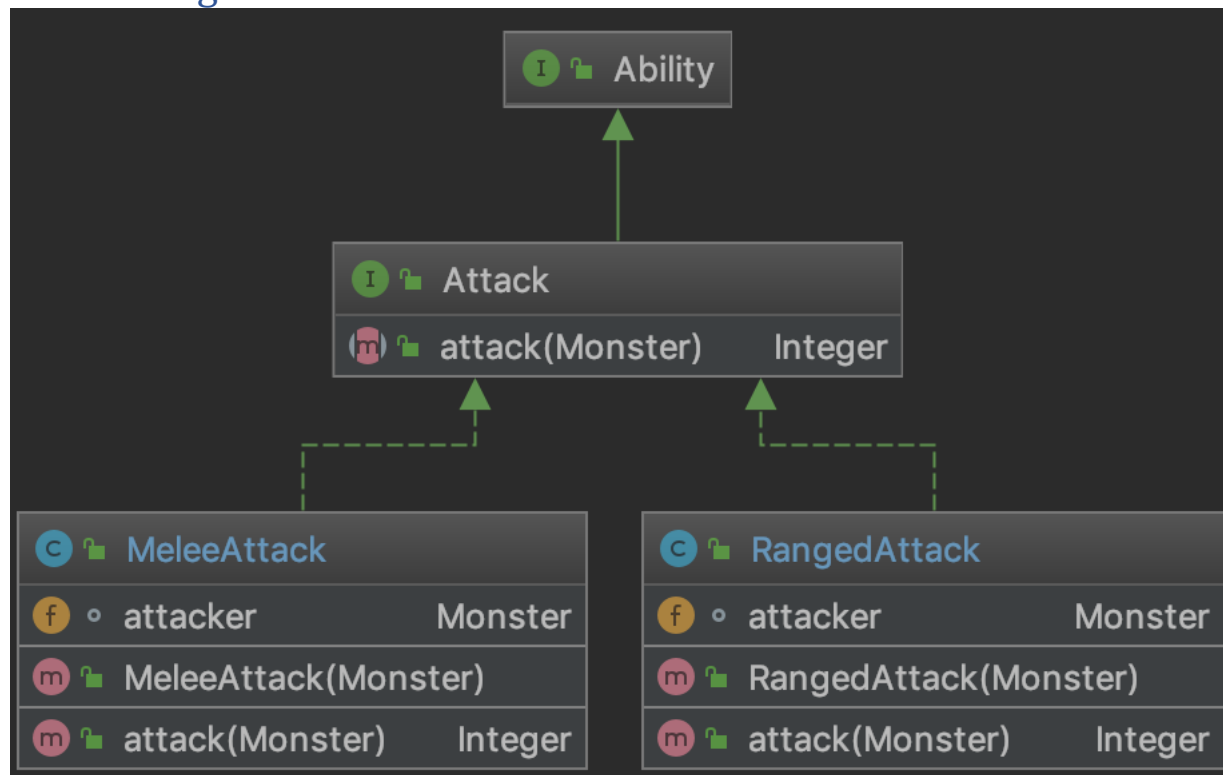 g
I Ability
I Attack
m attack(Monster) Integer
C MeleeAttack
f attacker Monster
m MeleeAttack(Monster)
m attack(Monster) Integer
C RangedAttack
f attacker Monster
m RangedAttack(Monster)
m attack(Monster) Integer